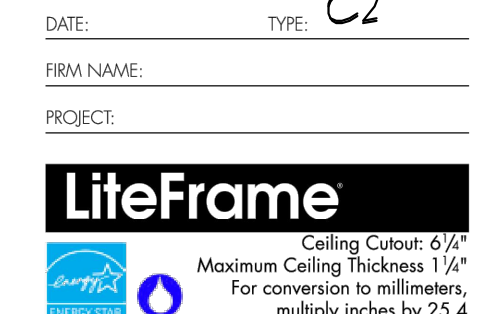 DATE: TYPE: C2
FIRM NAME:
PROJECT:
LiteFrame®
Ceiling Cutout: 6¼"
Maximum Ceiling Thickness 1¼"
For conversion to millimeters,
multiply inches by 25.4
energy
ENERGY STAR